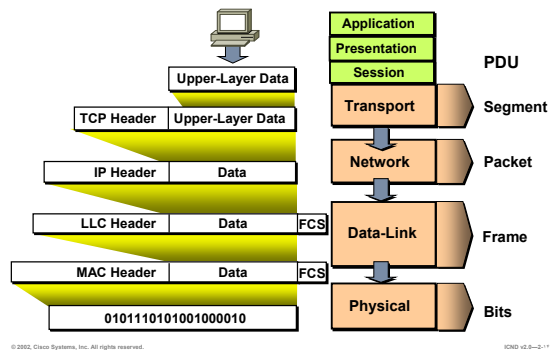 Application
Presentation
PDU
Session
Upper-Layer Data
TCP Header Upper-Layer Data
Transport
Segment
IP Header Data
Network
Packet
LLC Header Data FCS
Data-Link
Frame
MAC Header Data FCS
Physical
Bits
0101110101001000010
© 2002, Cisco Systems, Inc. All rights reserved.
ICND v2.0—2-